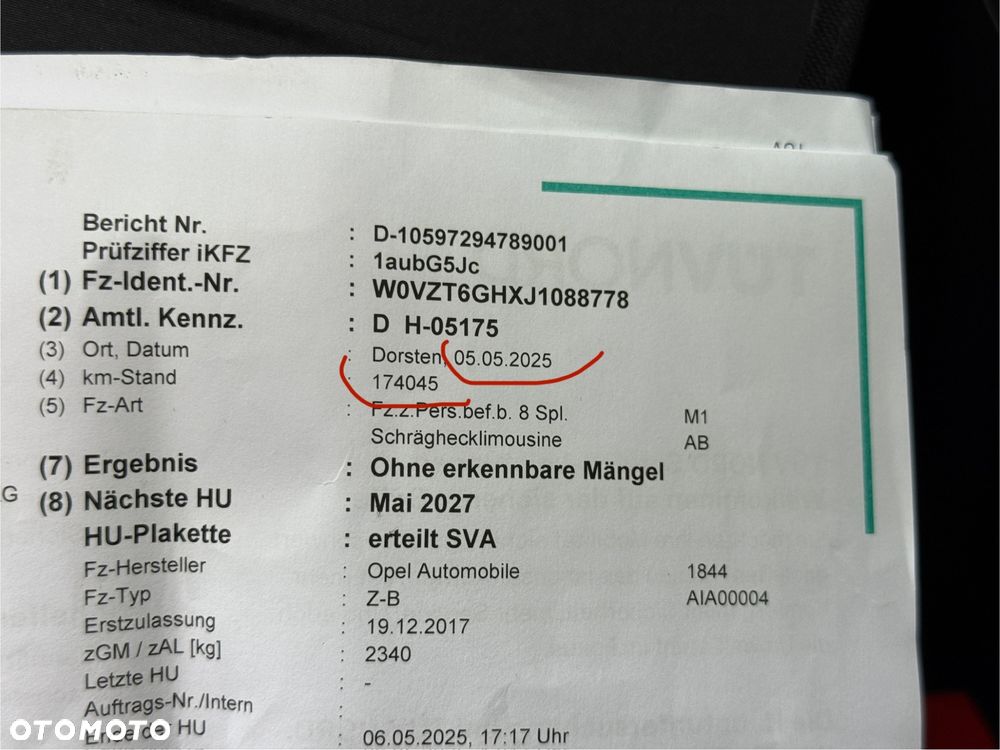 Bericht Nr. : D-10597294789001
Prüfziffer iKFZ : 1aubG5Jc
(1) Fz-Ident.-Nr. : W0VZT6GHXJ1088778
(2) Amtl. Kennz. : D H-05175
(3) Ort, Datum : Dorsten, 05.05.2025
(4) km-Stand : 174045
(5) Fz-Art : Fz.z.Pers.bef.b. 8 Spl. M1
Schräghecklimousine AB
(7) Ergebnis : Ohne erkennbare Mängel
(8) Nächste HU : Mai 2027
HU-Plakette : erteilt SVA
Fz-Hersteller : Opel Automobile 1844
Fz-Typ : Z-B AIA00004
Erstzulassung : 19.12.2017
zGM / zAL [kg] : 2340
Letzte HU : -
Auftrags-Nr./Intern :
Ende der HU : 06.05.2025, 17:17 Uhr
OTOMOTO